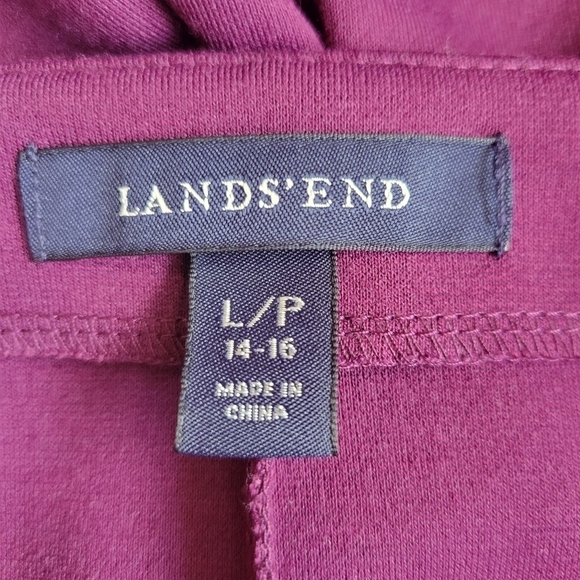 LANDS' END
L/P
14-16
MADE IN
CHINA